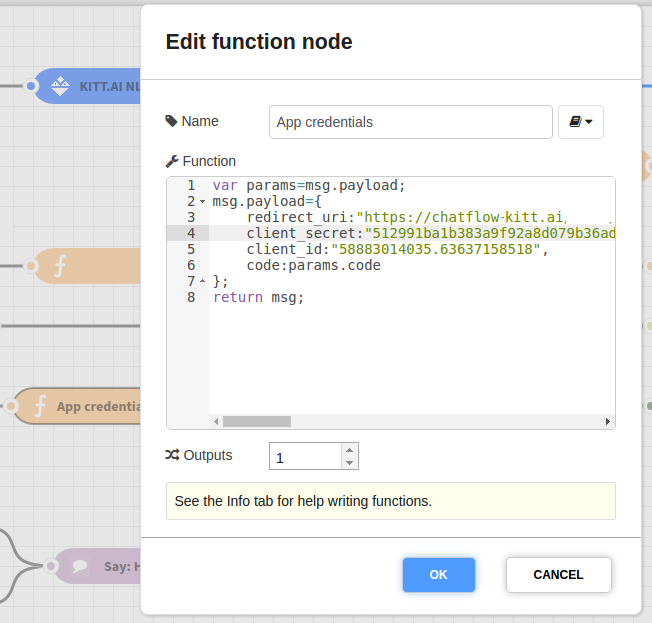 Edit function node
KITT.AI NL
Name
App credentials
Function
1 var params=msg.payload;
2 msg.payload={
3 redirect_uri:"https://chatflow-kitt.ai,
4 client_secret:"512991ba1b383a9f92a8d079b36ad
5 client_id:"58883014035.63637158518",
6 code:params.code
7 };
8 return msg;
App credentia
Outputs
1
See the Info tab for help writing functions.
Say: H
OK
CANCEL